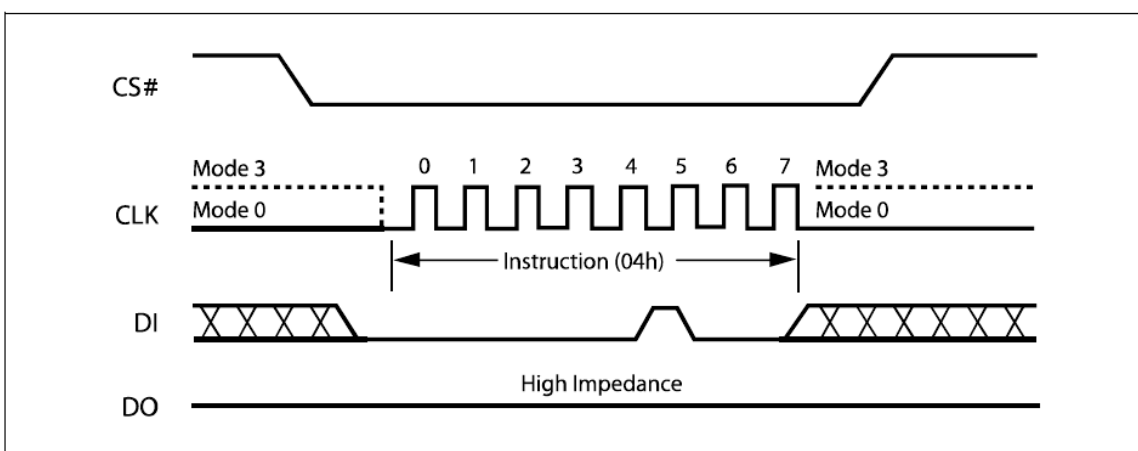 CS#
Mode 3
0 1 2 3 4 5 6 7
Mode 3
CLK
Mode 0
Mode 0
Instruction (04h)
DI
High Impedance
DO